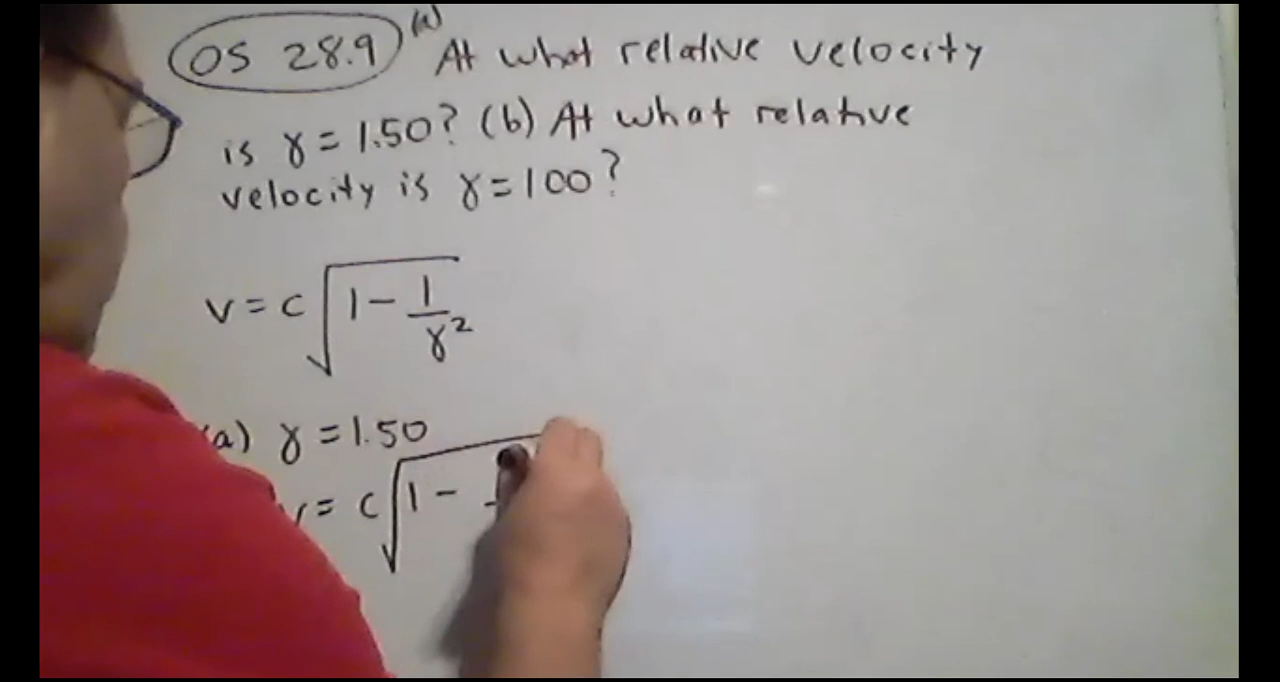 OS 28.9 (a) At what relative velocity
is γ = 1.50? (b) At what relative
velocity is γ = 100?
v = c √(1 - 1/γ²)
(a) γ = 1.50
v = c √(1 -